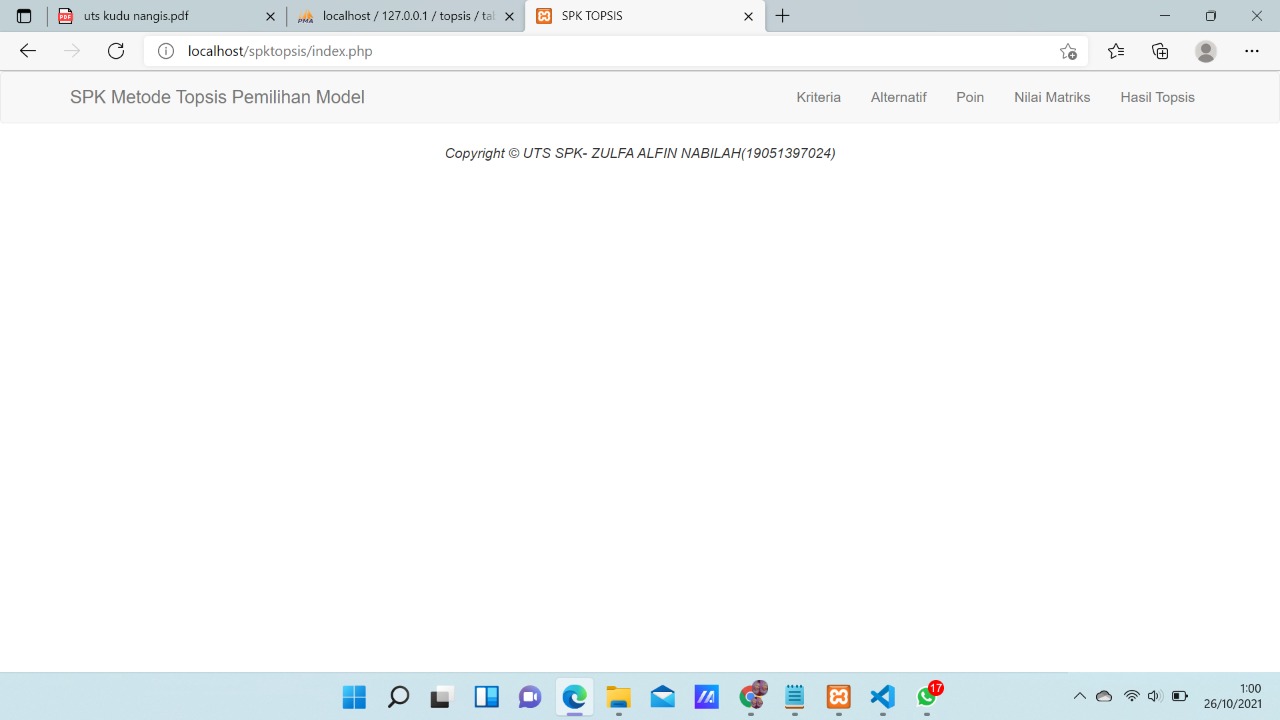 uts kudu nangis.pdf
localhost / 127.0.0.1 / topsis / tal
SPK TOPSIS
localhost/spktopsis/index.php
SPK Metode Topsis Pemilihan Model
Kriteria
Alternatif
Poin
Nilai Matriks
Hasil Topsis
Copyright © UTS SPK- ZULFA ALFIN NABILAH(19051397024)
17
1:00
26/10/2021